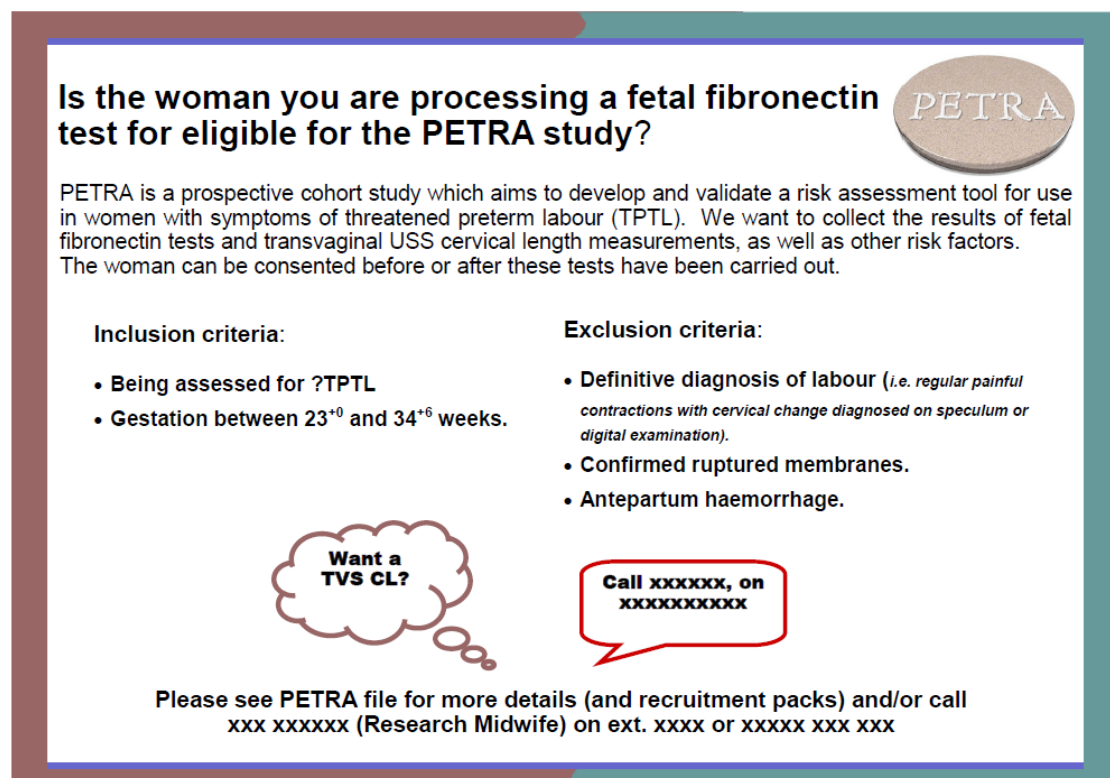 Is the woman you are processing a fetal fibronectin
test for eligible for the PETRA study?
PETRA
PETRA is a prospective cohort study which aims to develop and validate a risk assessment tool for use
in women with symptoms of threatened preterm labour (TPTL). We want to collect the results of fetal
fibronectin tests and transvaginal USS cervical length measurements, as well as other risk factors.
The woman can be consented before or after these tests have been carried out.
Inclusion criteria:
• Being assessed for ?TPTL
• Gestation between 23⁺⁰ and 34⁺⁶ weeks.
Exclusion criteria:
• Definitive diagnosis of labour (i.e. regular painful
contractions with cervical change diagnosed on speculum or
digital examination).
• Confirmed ruptured membranes.
• Antepartum haemorrhage.
Want a
TVS CL?
Call xxxxxx, on
xxxxxxxxxx
Please see PETRA file for more details (and recruitment packs) and/or call
xxx xxxxxx (Research Midwife) on ext. xxxx or xxxxx xxx xxx